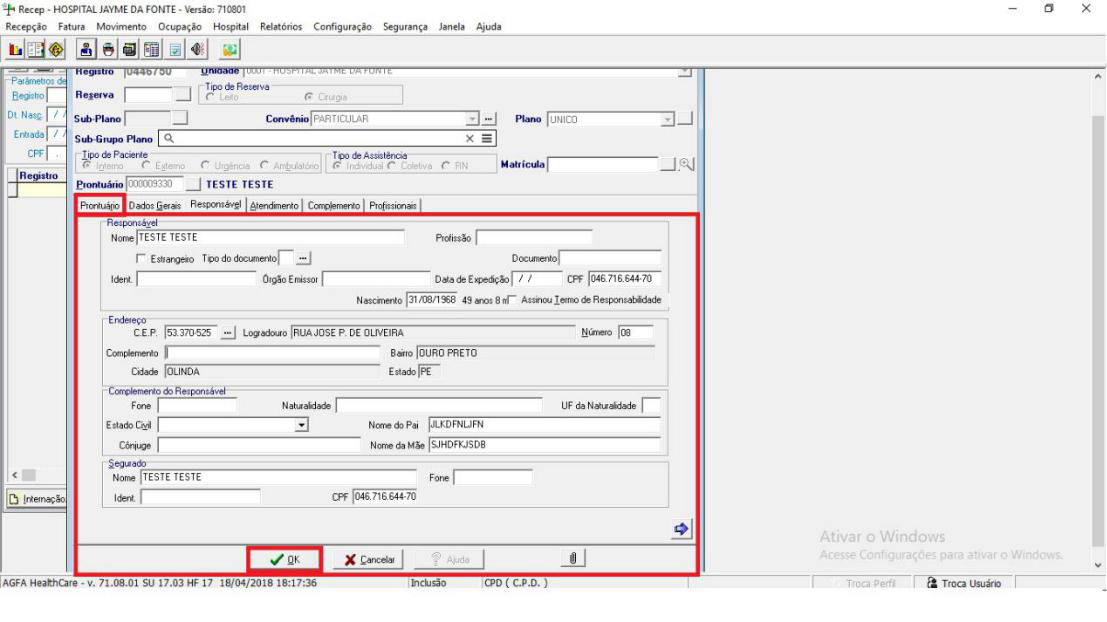 Recep - HOSPITAL JAYME DA FONTE - Versão: 710801
Recepção Fatura Movimento Ocupação Hospital Relatórios Configuração Segurança Janela Ajuda
Parâmetros de
Registro
Dt. Nasc. / /
Entrada / /
CPF .
Registro
Internação
Registro 0446750 Unidade 0001 - HOSPITAL JAYME DA FONTE
Reserva Tipo de Reserva Leito Cirurgia
Sub-Plano Convênio PARTICULAR ... Plano UNICO
Sub-Grupo Plano
Tipo de Paciente Tipo de Assistência
Interno Externo Urgência Ambulatório Individual Coletiva RN Matrícula
Prontuário 000009330 TESTE TESTE
Prontuário Dados Gerais Responsável Atendimento Complemento Profissionais
Responsável
Nome TESTE TESTE Profissão
Estrangeiro Tipo do documento ... Documento
Ident. Órgão Emissor Data de Expedição / / CPF 046.716.644-70
Nascimento 31/08/1968 49 anos 8 m Assinou Termo de Responsabilidade
Endereço
C.E.P. 53.370-525 ... Logradouro RUA JOSE P. DE OLIVEIRA Número 08
Complemento Bairro OURO PRETO
Cidade OLINDA Estado PE
Complemento do Responsável
Fone Naturalidade UF da Naturalidade
Estado Civil Nome do Pai JLKDFNLJFN
Cônjuge Nome da Mãe SJHDFKJSDB
Segurado
Nome TESTE TESTE Fone
Ident. CPF 046.716.644-70
OK Cancelar Ajuda
Ativar o Windows
Acesse Configurações para ativar o Windows.
AGFA HealthCare - v. 71.08.01 SU 17.03 HF 17 18/04/2018 18:17:36 Inclusão CPD ( C.P.D. ) Troca Perfil Troca Usuário